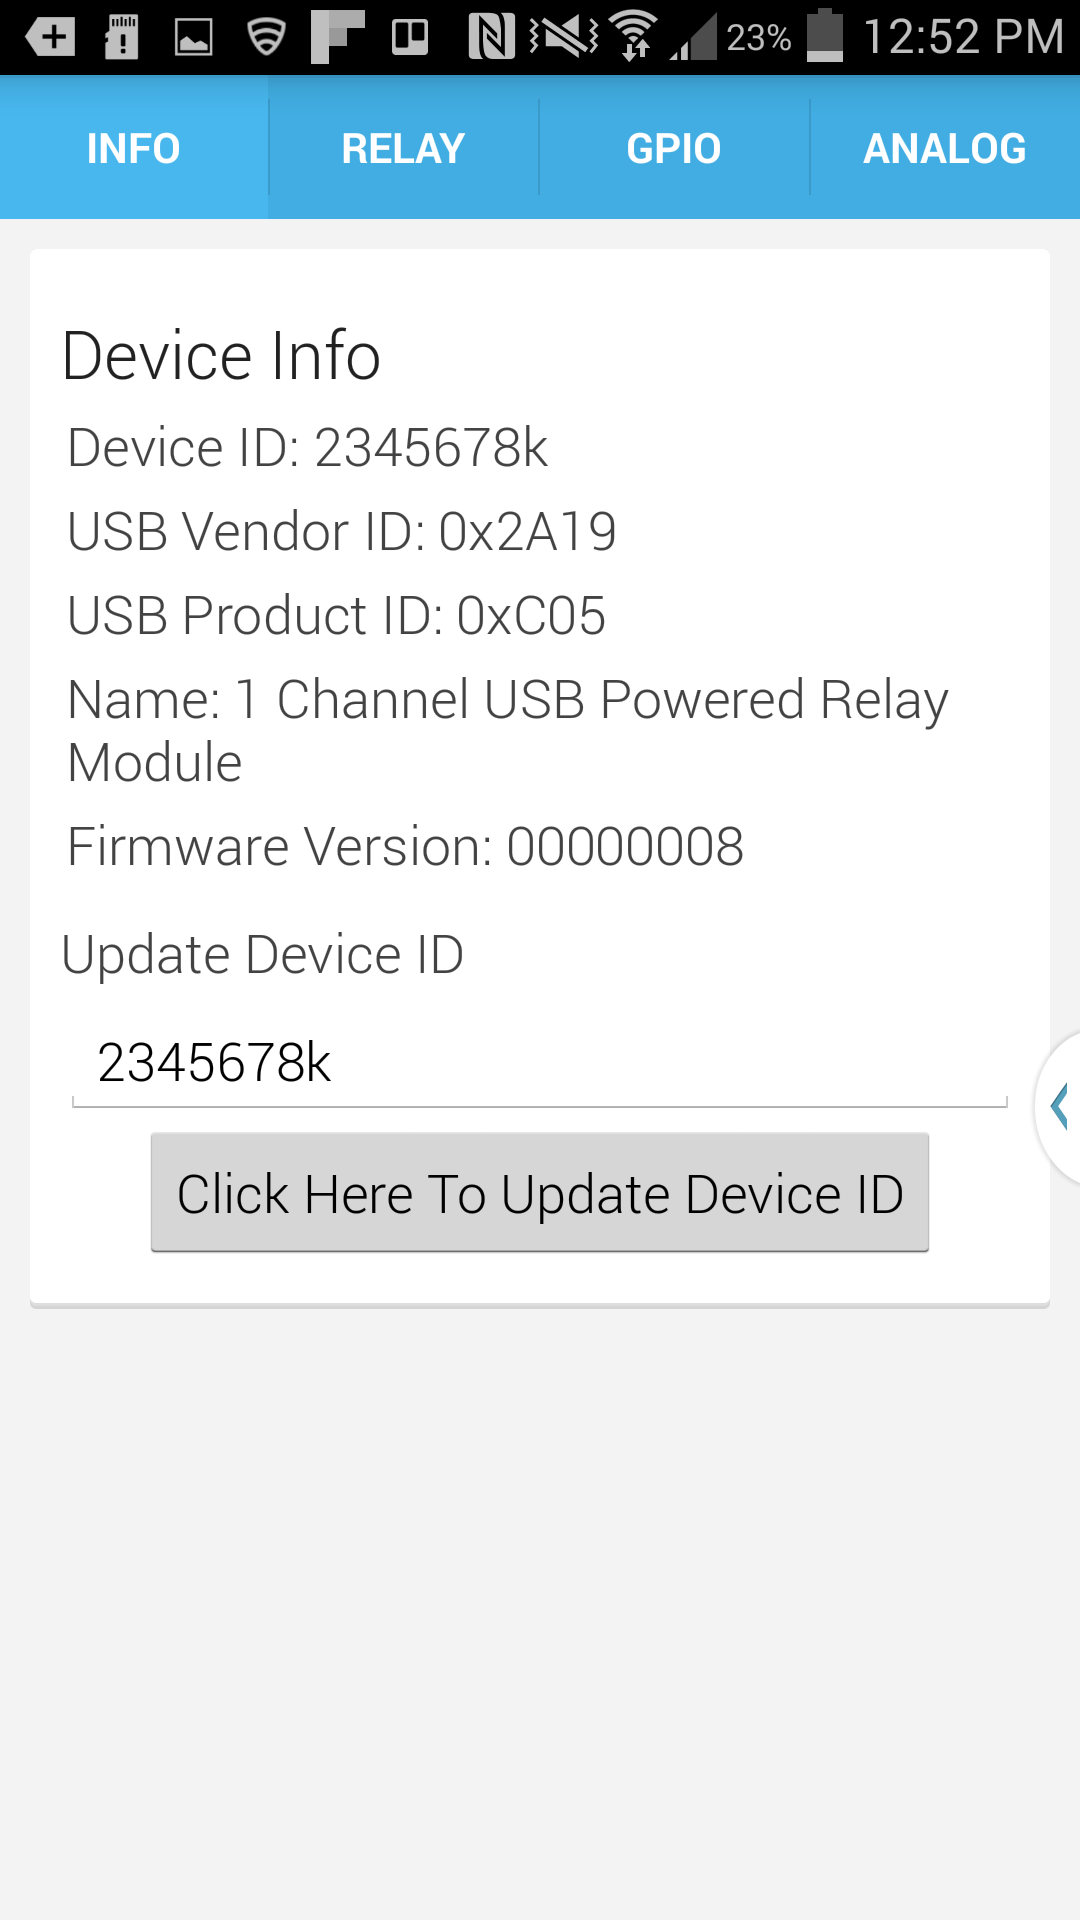 23% 12:52 PM
INFO RELAY GPIO ANALOG
Device Info
Device ID: 2345678k
USB Vendor ID: 0x2A19
USB Product ID: 0xC05
Name: 1 Channel USB Powered Relay
Module
Firmware Version: 00000008
Update Device ID
2345678k
Click Here To Update Device ID